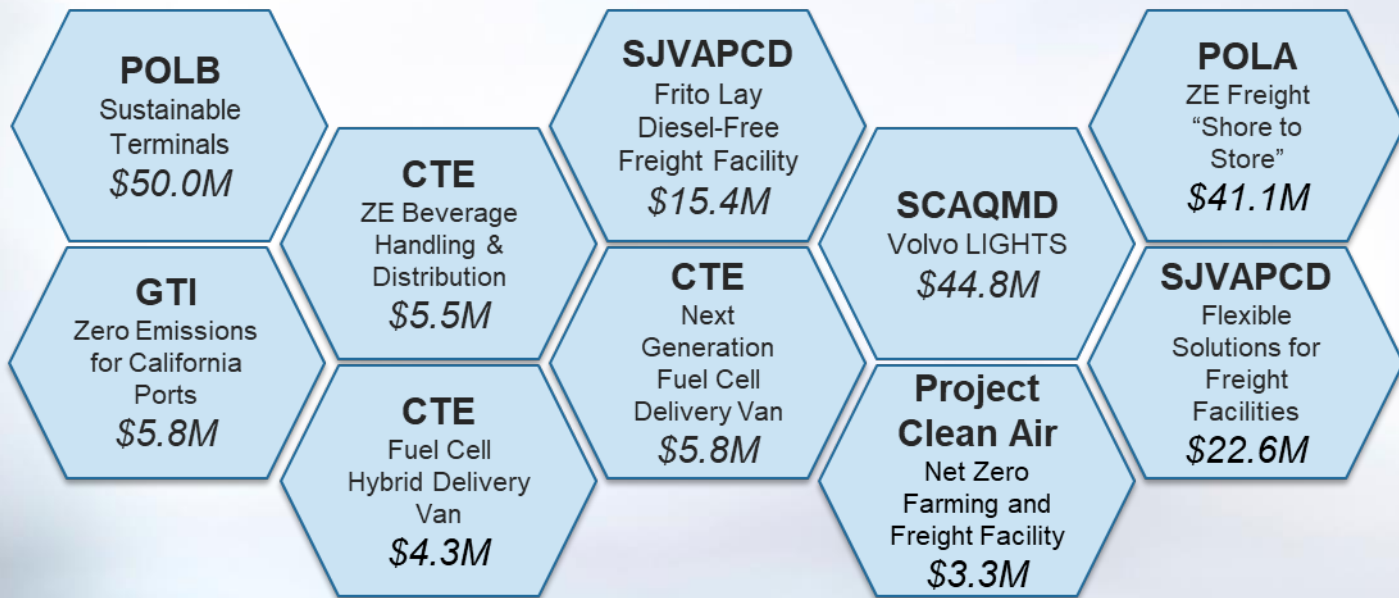 POLB
Sustainable
Terminals
$50.0M
GTI
Zero Emissions
for California
Ports
$5.8M
CTE
ZE Beverage
Handling &
Distribution
$5.5M
CTE
Fuel Cell
Hybrid Delivery
Van
$4.3M
SJVAPCD
Frito Lay
Diesel-Free
Freight Facility
$15.4M
CTE
Next
Generation
Fuel Cell
Delivery Van
$5.8M
SCAQMD
Volvo LIGHTS
$44.8M
Project
Clean Air
Net Zero
Farming and
Freight Facility
$3.3M
POLA
ZE Freight
“Shore to
Store”
$41.1M
SJVAPCD
Flexible
Solutions for
Freight
Facilities
$22.6M